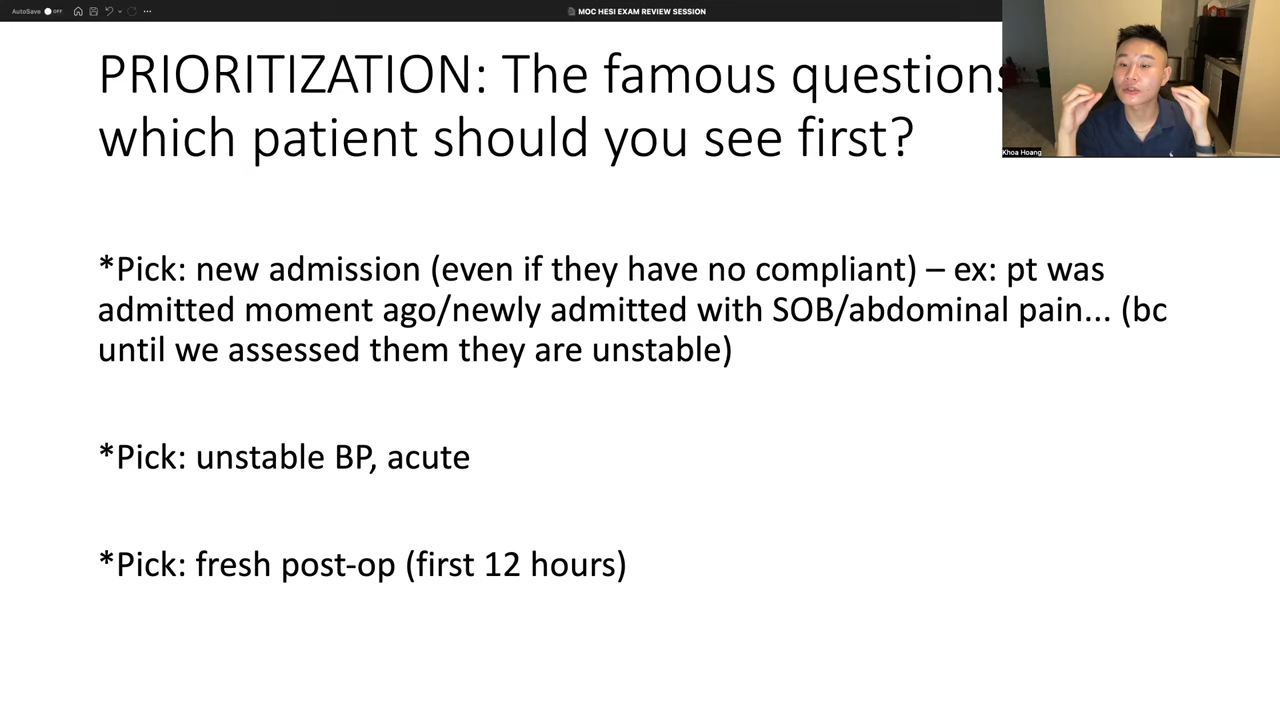 AutoSave OFF
MOC HESI EXAM REVIEW SESSION
PRIORITIZATION: The famous questions
which patient should you see first?
Khoa Hoang
*Pick: new admission (even if they have no compliant) – ex: pt was
admitted moment ago/newly admitted with SOB/abdominal pain... (bc
until we assessed them they are unstable)
*Pick: unstable BP, acute
*Pick: fresh post-op (first 12 hours)